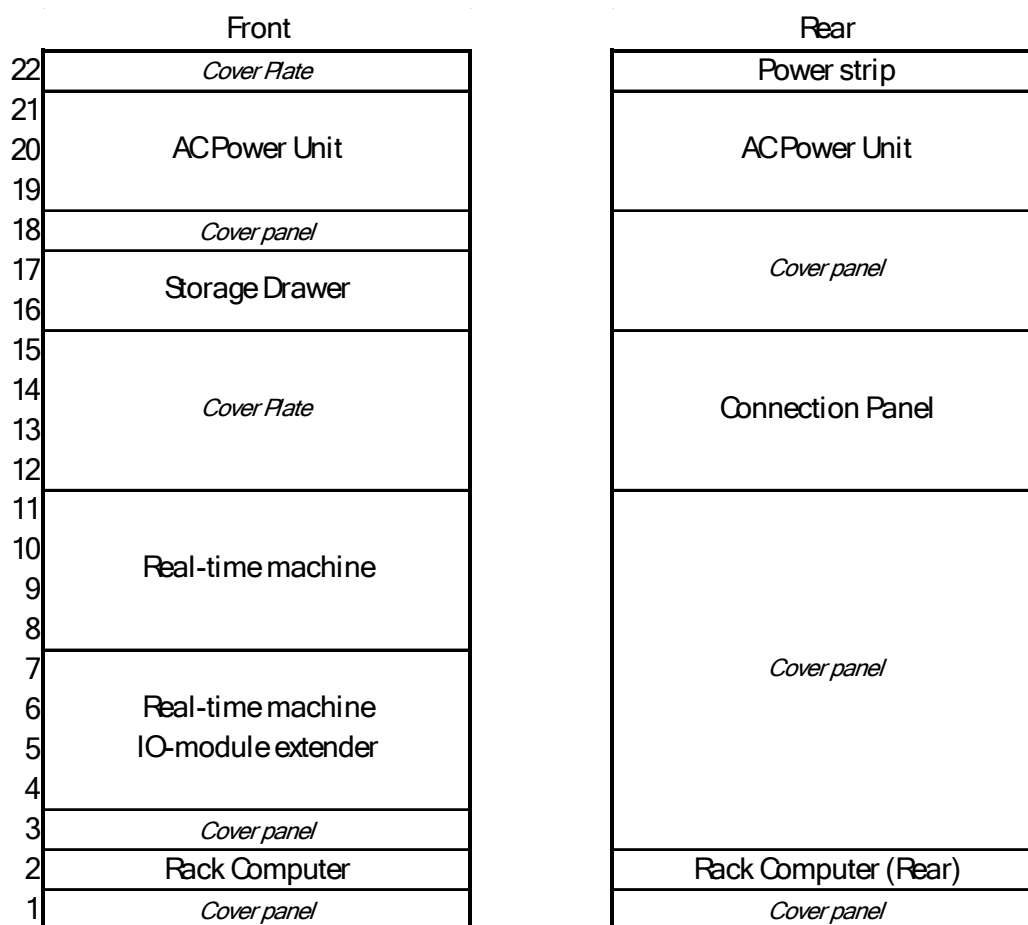 Front
Rear
22
Cover Plate
Power strip
21
20
AC Power Unit
AC Power Unit
19
18
Cover panel
17
Storage Drawer
Cover panel
16
15
14
Cover Plate
Connection Panel
13
12
11
10
Real-time machine
9
8
7
Cover panel
6
Real-time machine
5
IO-module extender
4
3
Cover panel
2
Rack Computer
Rack Computer (Rear)
1
Cover panel
Cover panel